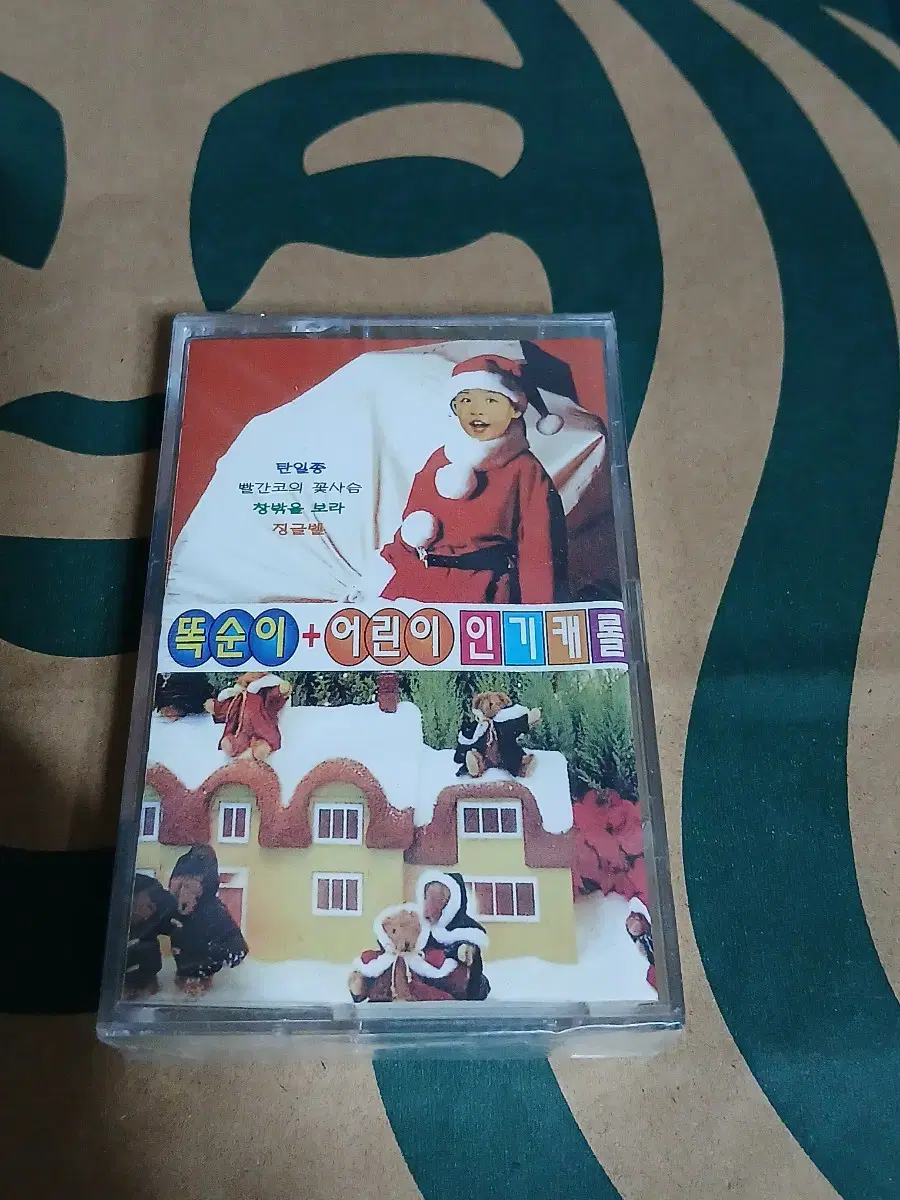 탄일종
빨간코의 꽃사슴
창밖을 보라
징글벨
똑순이+어린이 인기캐롤